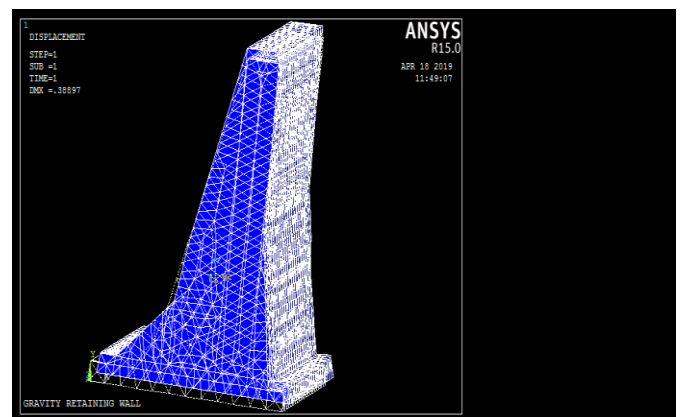 1
DISPLACEMENT
STEP=1
SUB =1
TIME=1
DMX =.38897
ANSYS
R15.0
APR 18 2019
11:49:07
Y
GRAVITY RETAINING WALL